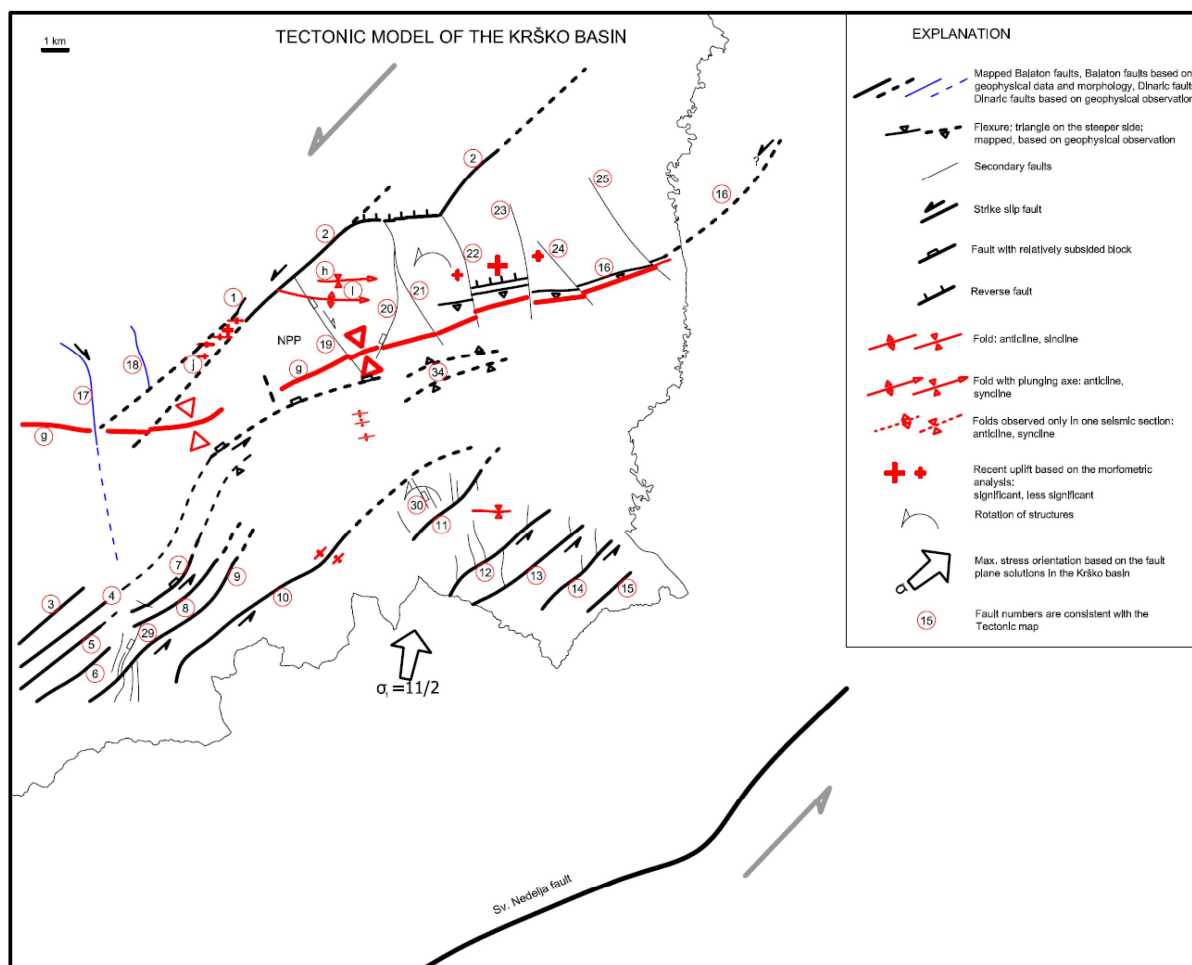 1 km
TECTONIC MODEL OF THE KRŠKO BASIN
2
25
16
23
2
22
24
16
h
I
21
20
1
19
NPP
18
j
g
34
17
g
30
11
7
9
12
13
14
15
3
4
8
10
5
29
6
σ₁=11/2
Sv. Nedelja fault
EXPLANATION
Mapped Balaton faults, Balaton faults based on
geophysical data and morphology, Dinaric fault
Dinaric faults based on geophysical observation
Flexure; triangle on the steeper side;
mapped, based on geophysical observation
Secondary faults
Strike slip fault
Fault with relatively subsided block
Reverse fault
Fold: anticline, sincline
Fold with plunging axe: anticline,
syncline
Folds observed only in one seismic section:
anticline, syncline
Recent uplift based on the morfometric
analysis:
significant, less significant
Rotation of structures
Max. stress orientation based on the fault
plane solutions in the Krško basin
15
Fault numbers are consistent with the
Tectonic map